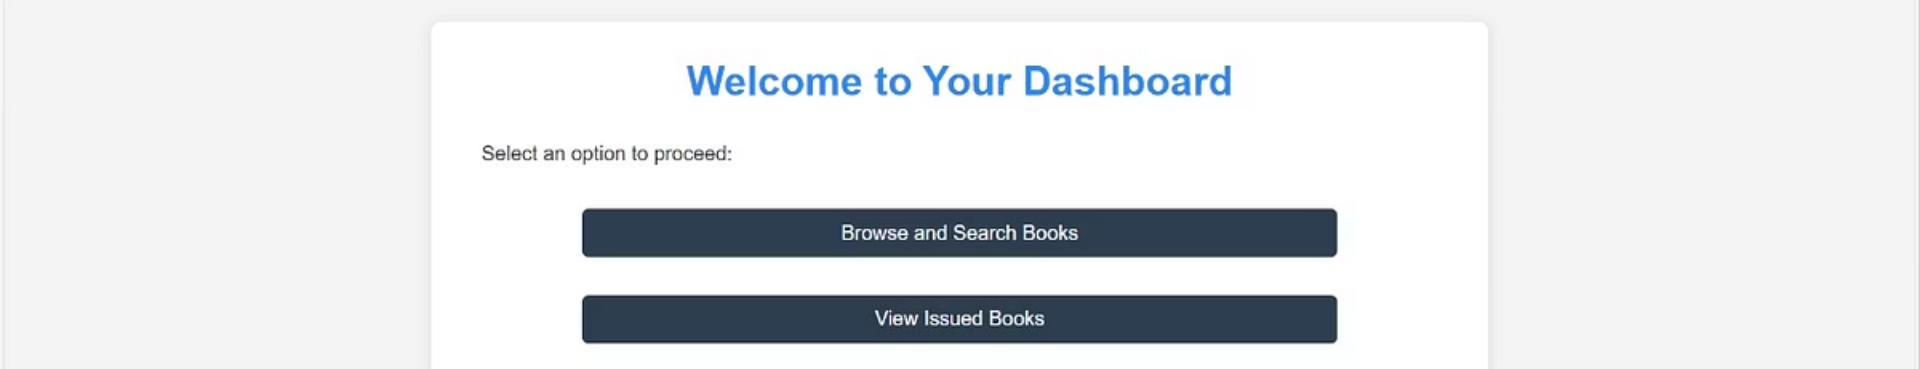 Welcome to Your Dashboard
Select an option to proceed:
Browse and Search Books
View Issued Books